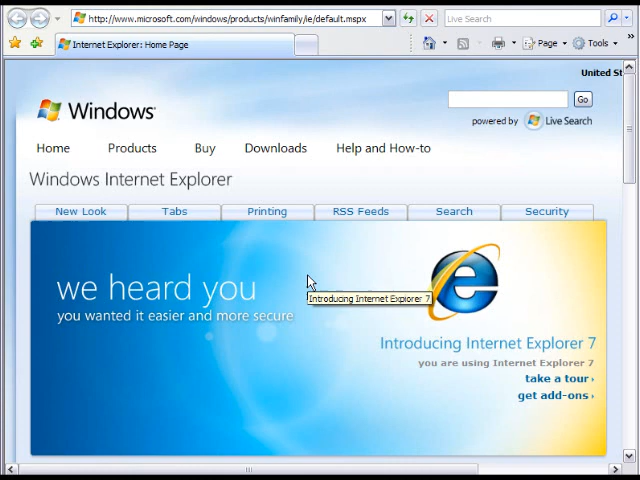 http://www.microsoft.com/windows/products/winfamily/ie/default.mspx
Live Search
Internet Explorer: Home Page
Page
Tools
»
United St
Windows
Go
powered by Live Search
Home Products Buy Downloads Help and How-to
Windows Internet Explorer
New Look Tabs Printing RSS Feeds Search Security
we heard you
you wanted it easier and more secure
Introducing Internet Explorer 7
Introducing Internet Explorer 7
you are using Internet Explorer 7
take a tour ›
get add-ons ›